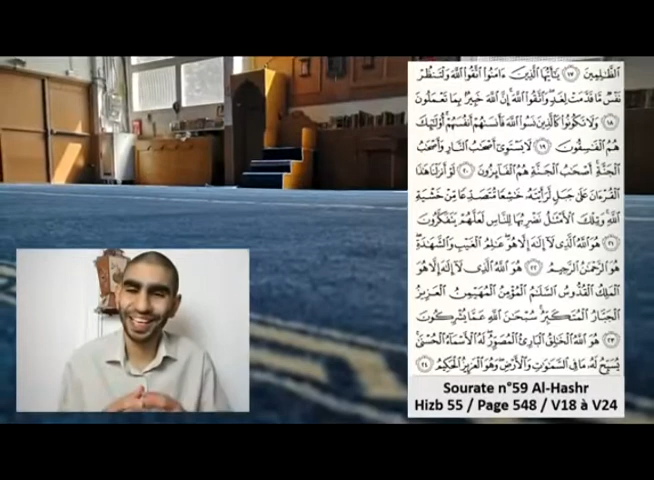 ٱلظَّٰلِمِينَ ١٧ يَٰٓأَيُّهَا ٱلَّذِينَ ءَامَنُوا۟ ٱتَّقُوا۟ ٱللَّهَ وَلْتَنظُرْ
نَفْسٌ مَّا قَدَّمَتْ لِغَدٍ وَٱتَّقُوا۟ ٱللَّهَ إِنَّ ٱللَّهَ خَبِيرٌۢ بِمَا تَعْمَلُونَ
١٨ وَلَا تَكُونُوا۟ كَٱلَّذِينَ نَسُوا۟ ٱللَّهَ فَأَنسَىٰهُمْ أَنفُسَهُمْ أُو۟لَٰٓئِكَ
هُمُ ٱلْفَٰسِقُونَ ١٩ لَا يَسْتَوِىٓ أَصْحَٰبُ ٱلنَّارِ وَأَصْحَٰبُ
ٱلْجَنَّةِ أَصْحَٰبُ ٱلْجَنَّةِ هُمُ ٱلْفَآئِزُونَ ٢٠ لَوْ أَنزَلْنَا هَٰذَا
ٱلْقُرْءَانَ عَلَىٰ جَبَلٍ لَّرَأَيْتَهُۥ خَٰشِعًا مُّتَصَدِّعًا مِّنْ خَشْيَةِ
ٱللَّهِ وَتِلْكَ ٱلْأَمْثَٰلُ نَضْرِبُهَا لِلنَّاسِ لَعَلَّهُمْ يَتَفَكَّرُونَ
٢١ هُوَ ٱللَّهُ ٱلَّذِى لَآ إِلَٰهَ إِلَّا هُوَ عَٰلِمُ ٱلْغَيْبِ وَٱلشَّهَٰدَةِ
هُوَ ٱلرَّحْمَٰنُ ٱلرَّحِيمُ ٢٢ هُوَ ٱللَّهُ ٱلَّذِى لَآ إِلَٰهَ إِلَّا هُوَ
ٱلْمَلِكُ ٱلْقُدُّوسُ ٱلسَّلَٰمُ ٱلْمُؤْمِنُ ٱلْمُهَيْمِنُ ٱلْعَزِيزُ
ٱلْجَبَّارُ ٱلْمُتَكَبِّرُ سُبْحَٰنَ ٱللَّهِ عَمَّا يُشْرِكُونَ
٢٣ هُوَ ٱللَّهُ ٱلْخَٰلِقُ ٱلْبَارِئُ ٱلْمُصَوِّرُ لَهُ ٱلْأَسْمَآءُ ٱلْحُسْنَىٰ
يُسَبِّحُ لَهُۥ مَا فِى ٱلسَّمَٰوَٰتِ وَٱلْأَرْضِ وَهُوَ ٱلْعَزِيزُ ٱلْحَكِيمُ ٢٤
Sourate n°59 Al-Hashr
Hizb 55 / Page 548 / V18 à V24